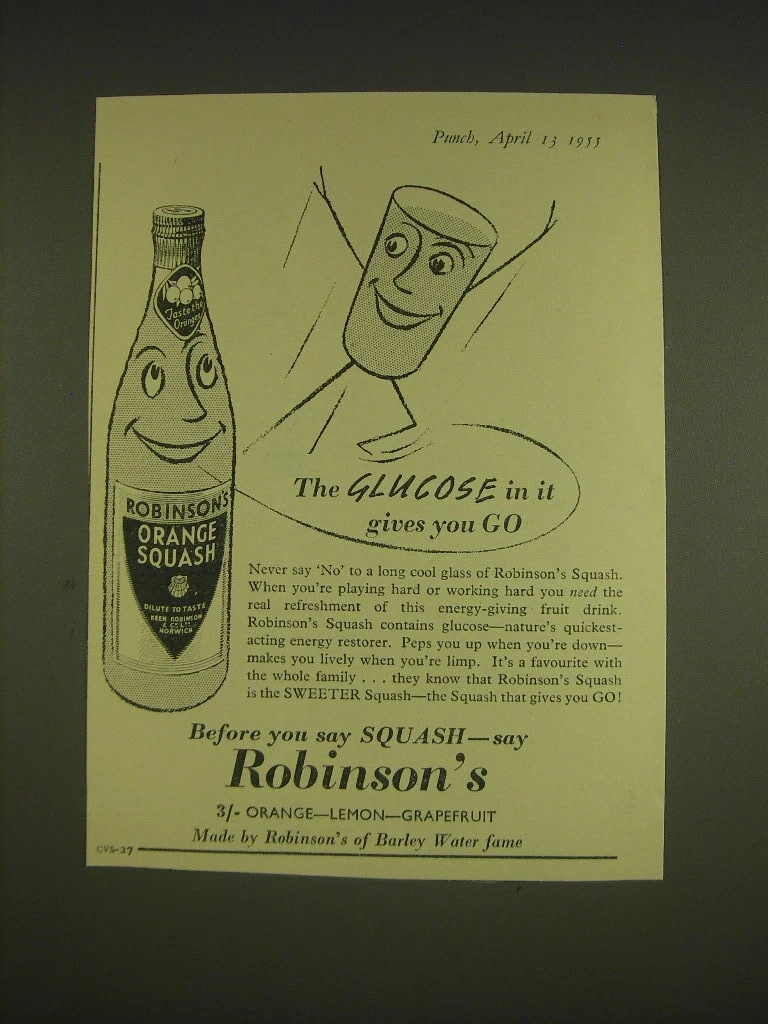 Punch, April 13 1955
Taste the
Oranges
ROBINSON'S
ORANGE
SQUASH
DILUTE TO TASTE
KEEN ROBINSON
NORWICH
The GLUCOSE in it
gives you GO
Never say 'No' to a long cool glass of Robinson's Squash.
When you're playing hard or working hard you need the
real refreshment of this energy-giving fruit drink.
Robinson's Squash contains glucose—nature's quickest-
acting energy restorer. Peps you up when you're down—
makes you lively when you're limp. It's a favourite with
the whole family . . . they know that Robinson's Squash
is the SWEETER Squash—the Squash that gives you GO!
Before you say SQUASH—say
Robinson's
3/- ORANGE—LEMON—GRAPEFRUIT
Made by Robinson's of Barley Water fame
CVS-27